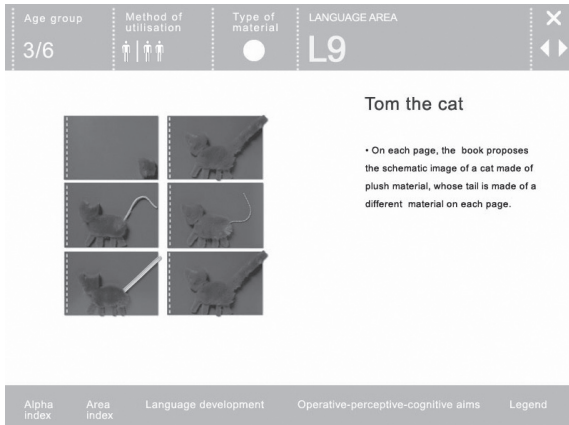 Age group
3/6
Method of
utilisation
Type of
material
LANGUAGE AREA
L9
Tom the cat
• On each page, the book proposes
the schematic image of a cat made of
plush material, whose tail is made of a
different material on each page.
Alpha
index
Area
index
Language development
Operative-perceptive-cognitive aims
Legend